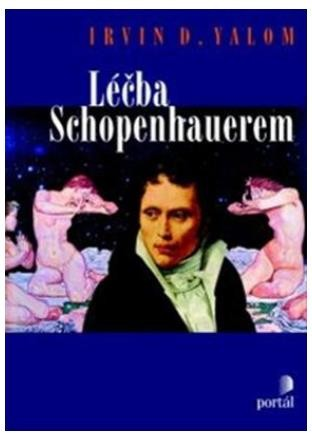 IRVIN D. YALOM
Léčba
Schopenhauerem
portál